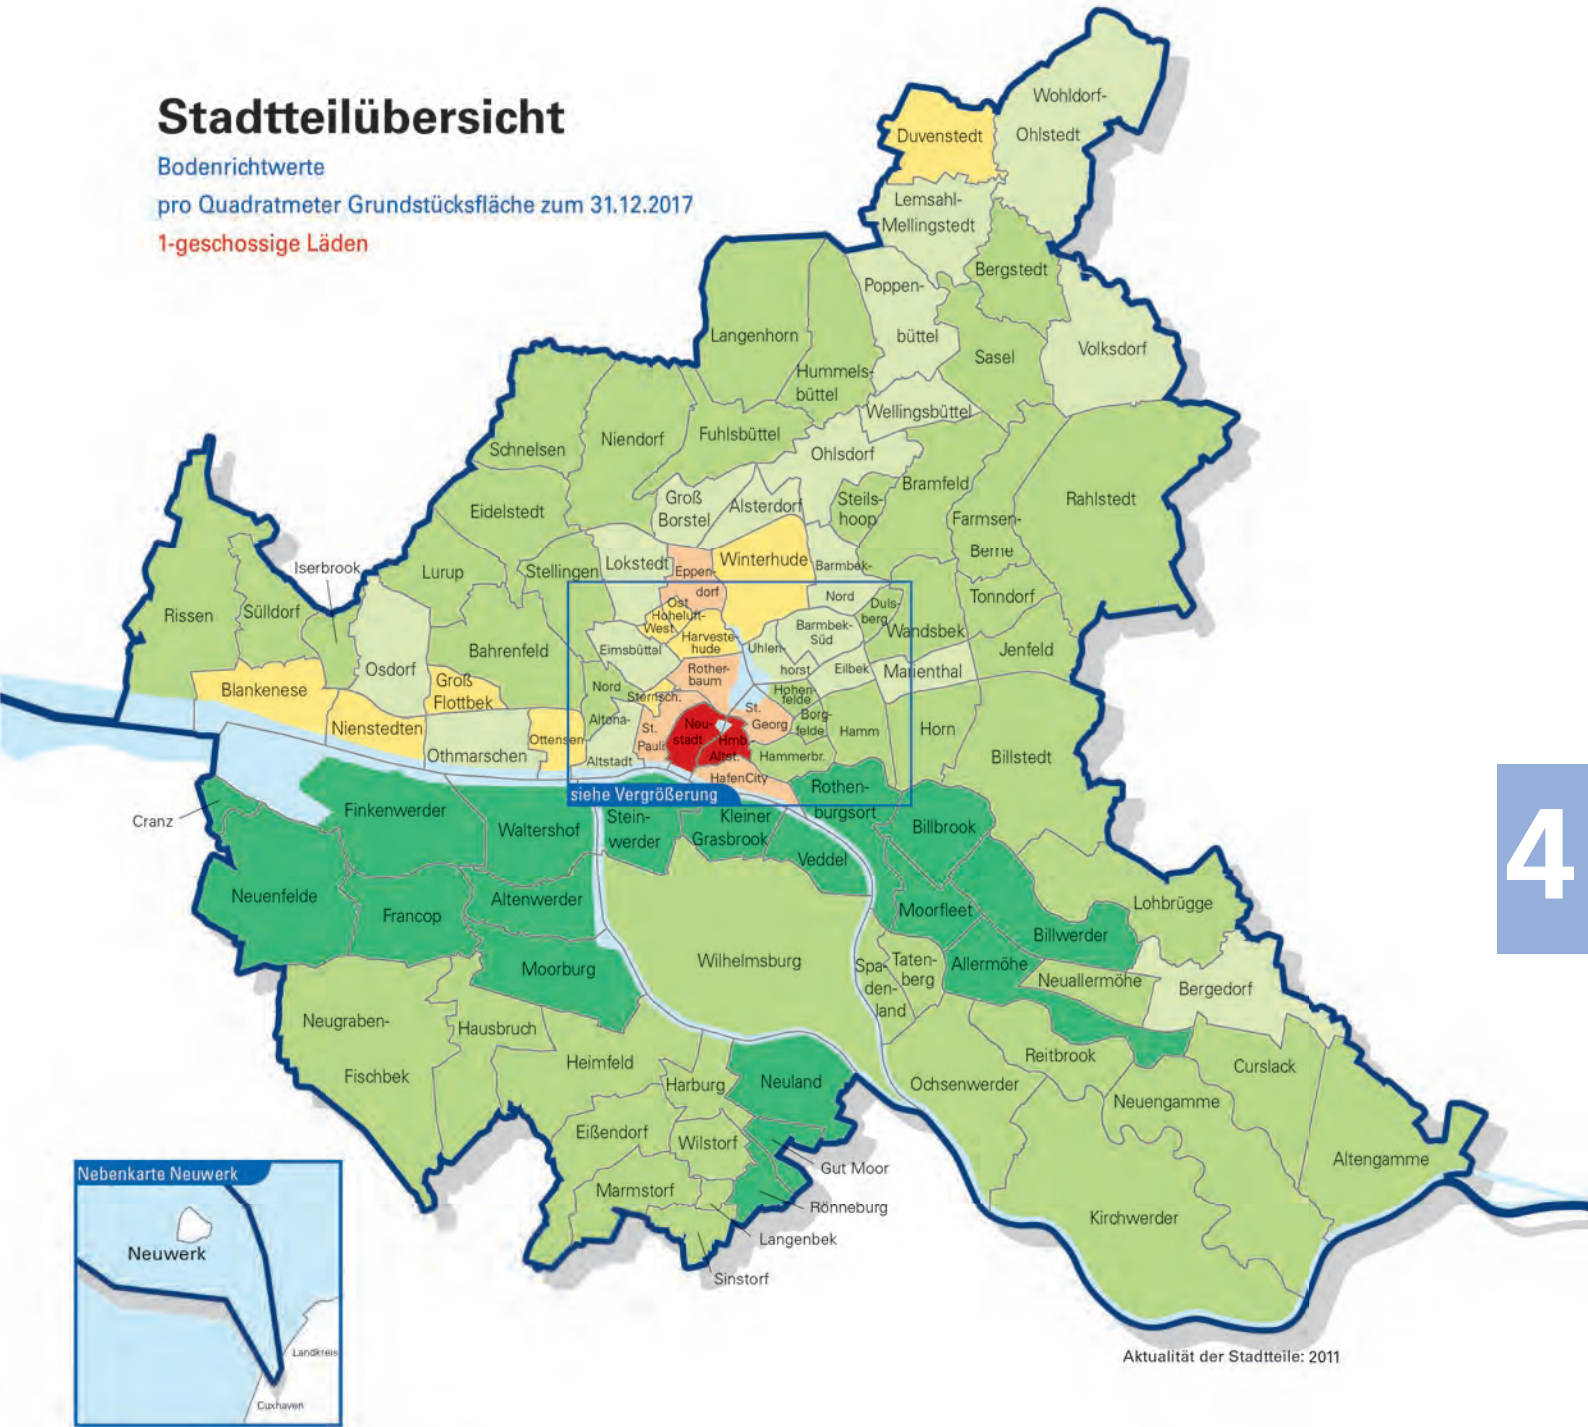 Stadtteilübersicht
Bodenrichtwerte
pro Quadratmeter Grundstücksfläche zum 31.12.2017
1-geschossige Läden
Wohldorf-
Ohlstedt
Duvenstedt
Lemsahl-
Mellingstedt
Bergstedt
Poppen-
büttel
Langenhorn
Hummels-
büttel
Sasel
Volksdorf
Wellingsbüttel
Schnelsen
Niendorf
Fuhlsbüttel
Ohlsdorf
Groß
Borstel
Alsterdorf
Steils-
hoop
Bramfeld
Farmsen-
Berne
Rahlstedt
Eidelstedt
Lokstedt
Eppen-
dorf
Winterhude
Barmbek-
Nord
Iserbrook
Lurup
Stellingen
Rissen
Sülldorf
Ost
Hoheluft-
West
Harveste-
hude
Barmbek-
Süd
Duls-
berg
Tonndorf
Wandsbek
Osdorf
Bahrenfeld
Eimsbüttel
Uhlen-
horst
Eilbek
Marienthal
Jenfeld
Blankenese
Groß
Flottbek
Nord
Sternsch.
Rother-
baum
Hohen-
felde
Nienstedten
Othmarschen
Ottensen
Altona-
Altstadt
St.
Pauli
Neu-
stadt
Hmb.
Altst.
St.
Georg
Borg-
felde
Hamm
Horn
Billstedt
Hammerbr.
HafenCity
siehe Vergrößerung
Cranz
Finkenwerder
Waltershof
Stein-
werder
Kleiner
Grasbrook
Rothen-
burgsort
Billbrook
4
Veddel
Neuenfelde
Francop
Altenwerder
Moorfleet
Lohbrügge
Billwerder
Moorburg
Wilhelmsburg
Spa-
den-
land
Taten-
berg
Allermöhe
Neuallermöhe
Bergedorf
Neugraben-
Fischbek
Hausbruch
Heimfeld
Harburg
Neuland
Ochsenwerder
Reitbrook
Curslack
Neuengamme
Eißendorf
Wilstorf
Gut Moor
Altengamme
Marmstorf
Rönneburg
Langenbek
Sinstorf
Kirchwerder
Nebenkarte Neuwerk
Neuwerk
Landkreis
Cuxhaven
Aktualität der Stadtteile: 2011